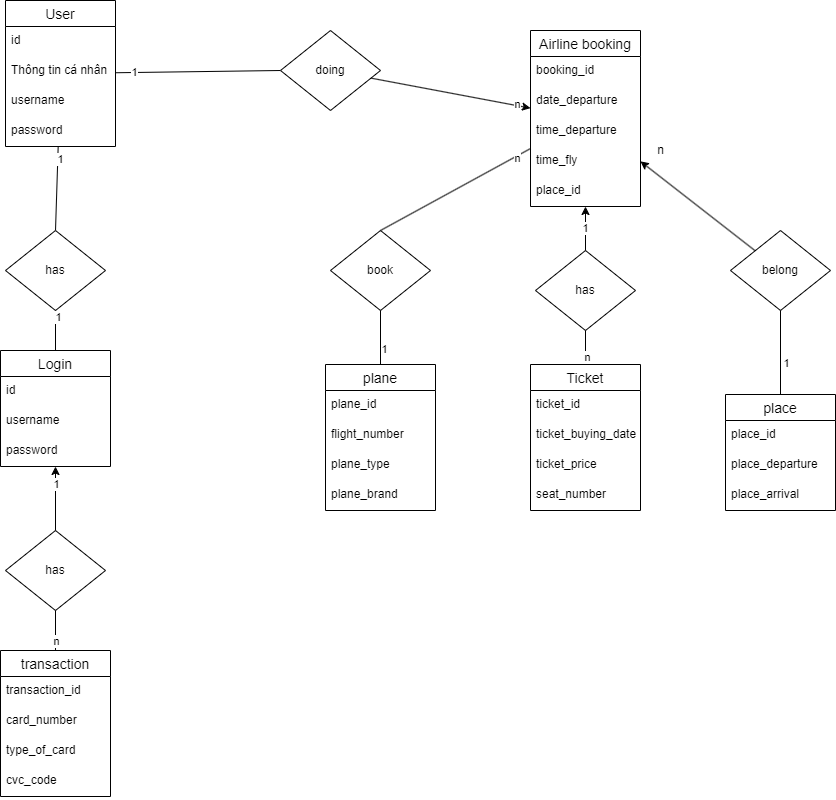 User
id
Thông tin cá nhân
username
password
1
doing
n
Airline booking
booking_id
date_departure
time_departure
time_fly
place_id
1
has
1
n
book
1
1
has
n
n
belong
1
Login
id
username
password
plane
plane_id
flight_number
plane_type
plane_brand
Ticket
ticket_id
ticket_buying_date
ticket_price
seat_number
place
place_id
place_departure
place_arrival
1
has
n
transaction
transaction_id
card_number
type_of_card
cvc_code